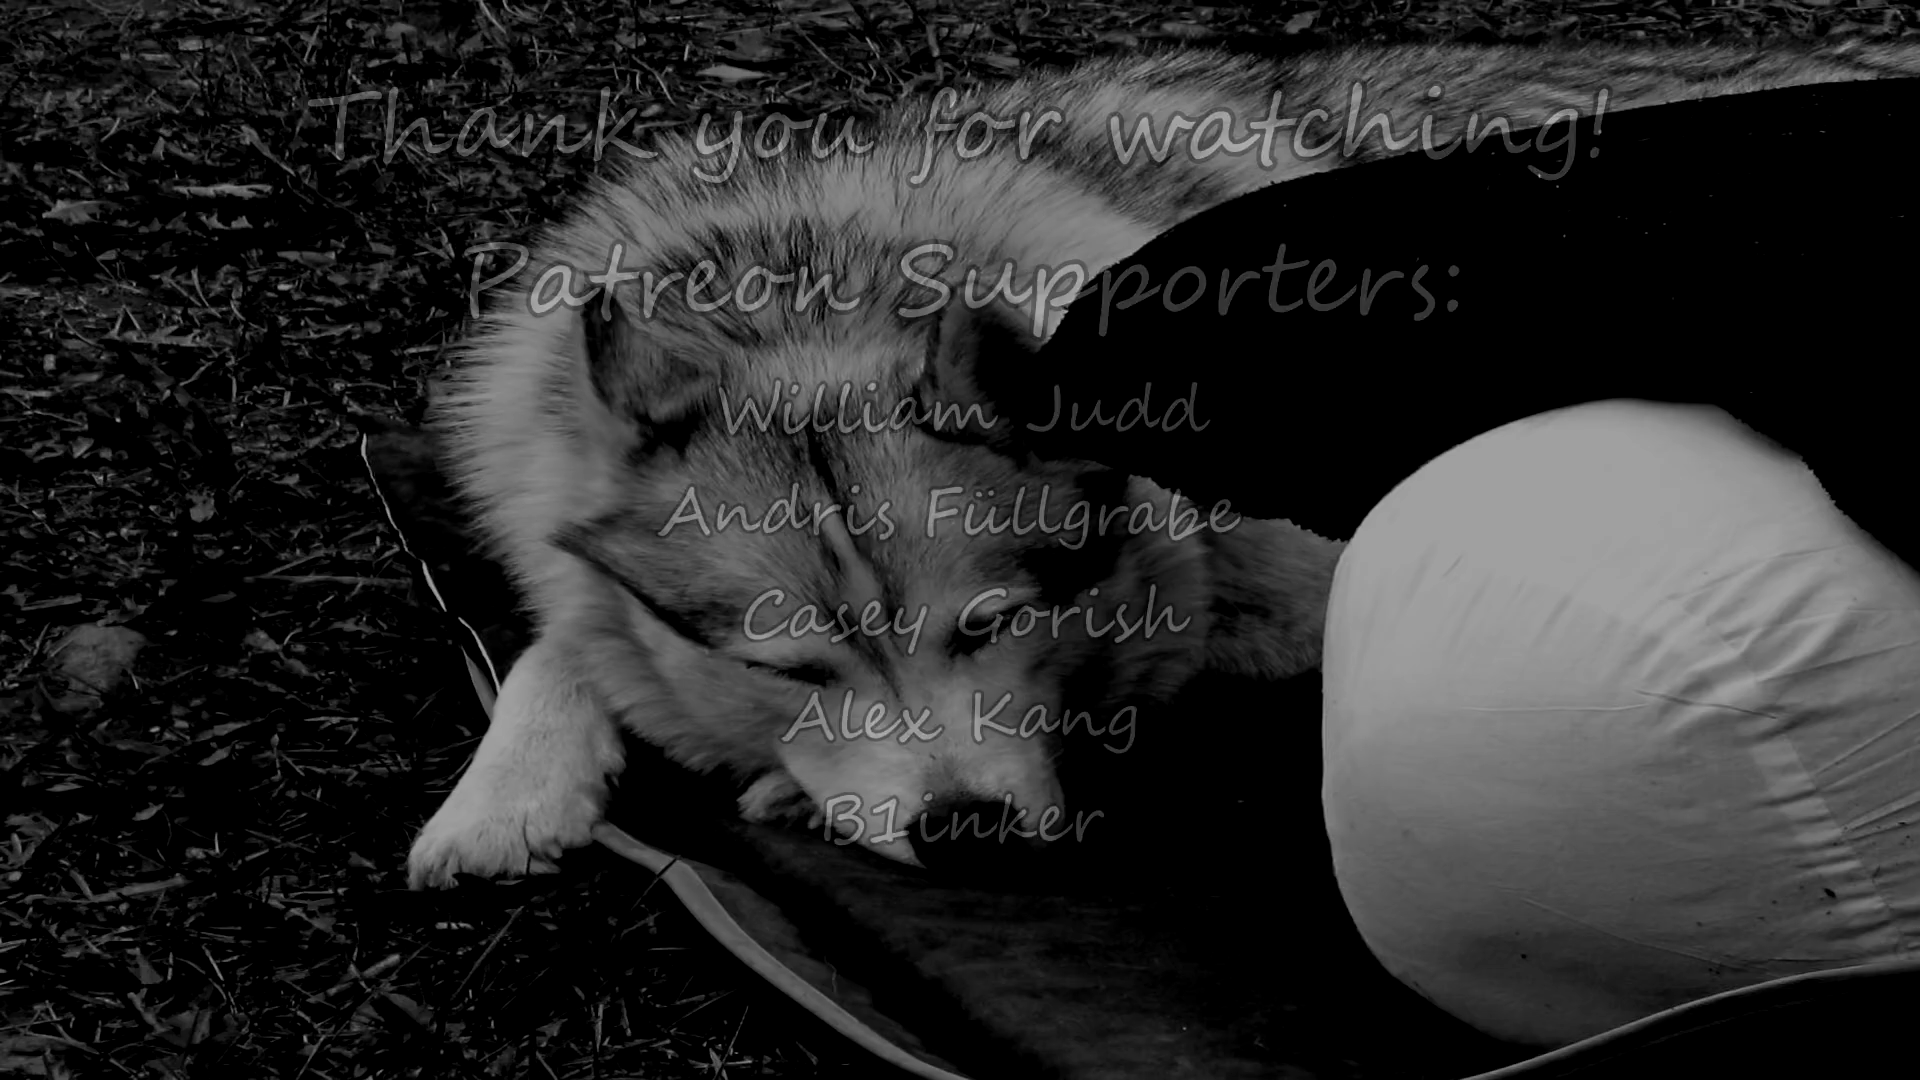 Thank you for watching!
Patreon Supporters:
William Judd
Andris Füllgrabe
Casey Gorish
Alex Kang
B1inker